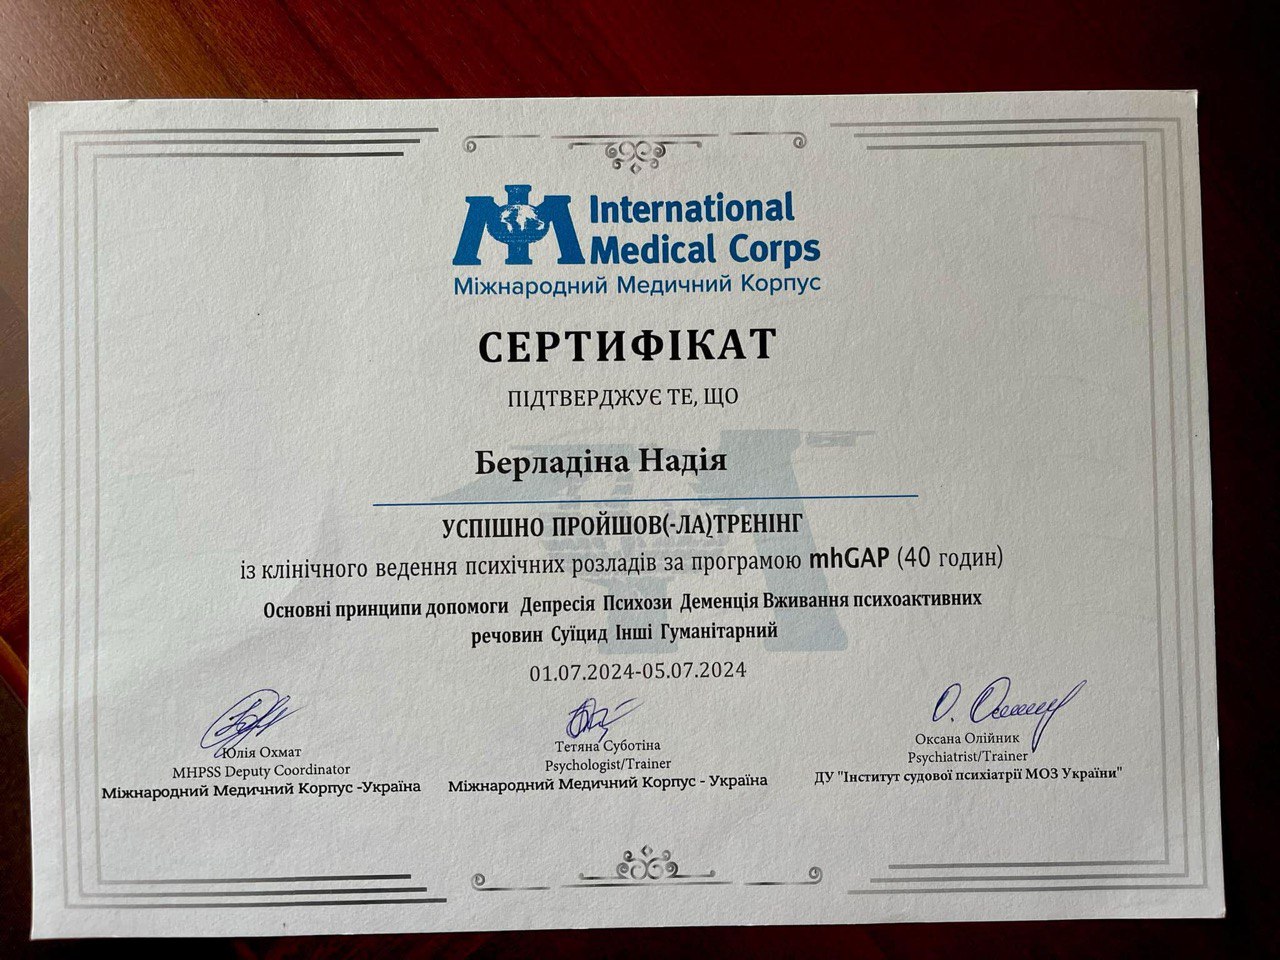 International
Medical Corps
Міжнародний Медичний Корпус
СЕРТИФІКАТ
ПІДТВЕРДЖУЄ ТЕ, ЩО
Берладіна Надія
УСПІШНО ПРОЙШОВ(-ЛА)ТРЕНІНГ
із клінічного ведення психічних розладів за програмою mhGAP (40 годин)
Основні принципи допомоги Депресія Психози Деменція Вживання психоактивних
речовин Суїцид Інші Гуманітарний
01.07.2024-05.07.2024
Юлія Охмат
MHPSS Deputy Coordinator
Міжнародний Медичний Корпус -Україна
Тетяна Суботіна
Psychologist/Trainer
Міжнародний Медичний Корпус - Україна
Оксана Олійник
Psychiatrist/Trainer
ДУ "Інститут судової психіатрії МОЗ України"